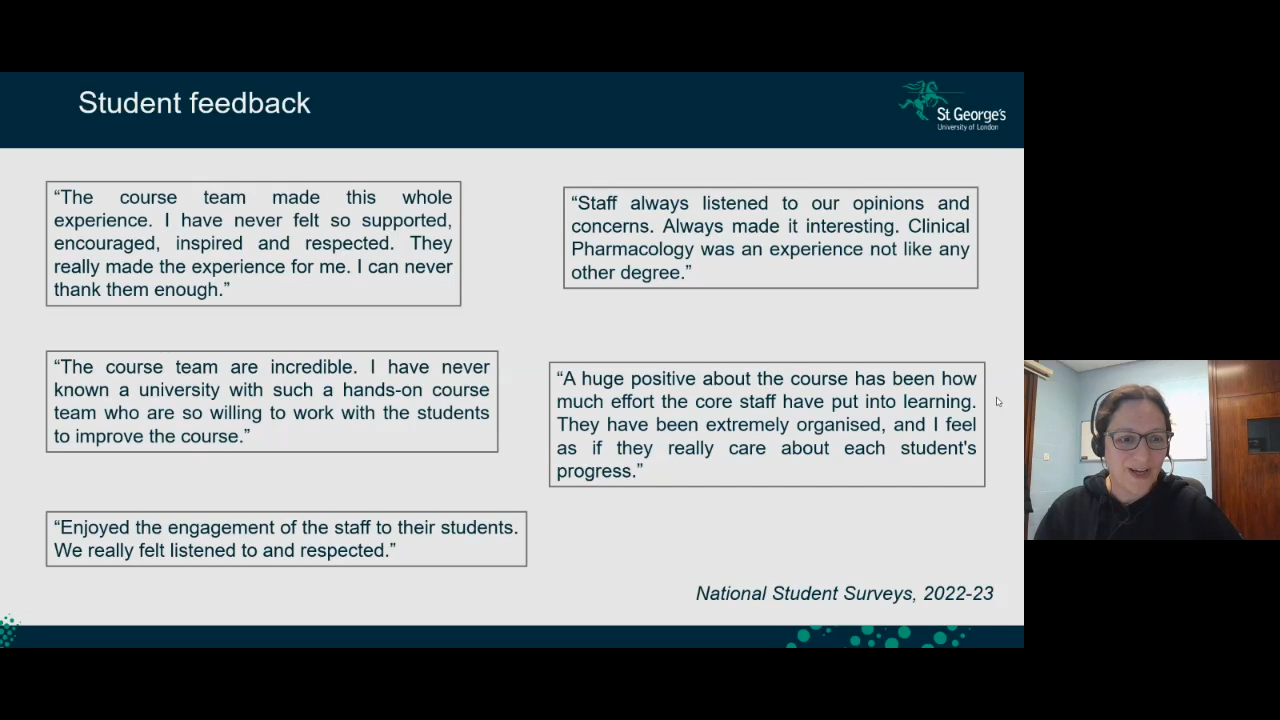 Student feedback
St George's
University of London
“The course team made this whole
experience. I have never felt so supported,
encouraged, inspired and respected. They
really made the experience for me. I can never
thank them enough.”
“Staff always listened to our opinions and
concerns. Always made it interesting. Clinical
Pharmacology was an experience not like any
other degree.”
“The course team are incredible. I have never
known a university with such a hands-on course
team who are so willing to work with the students
to improve the course.”
“A huge positive about the course has been how
much effort the core staff have put into learning.
They have been extremely organised, and I feel
as if they really care about each student's
progress.”
“Enjoyed the engagement of the staff to their students.
We really felt listened to and respected.”
National Student Surveys, 2022-23